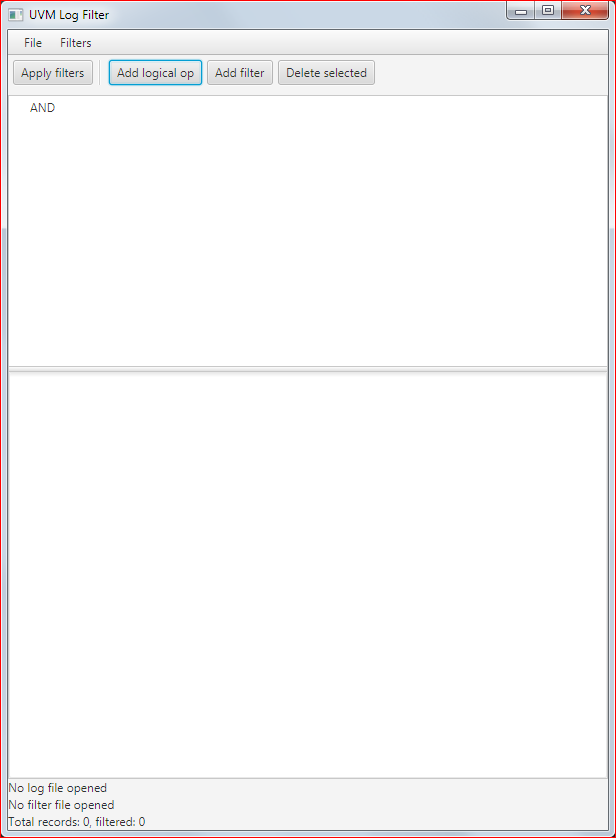 UVM Log Filter
File Filters
Apply filters Add logical op Add filter Delete selected
AND
No log file opened
No filter file opened
Total records: 0, filtered: 0